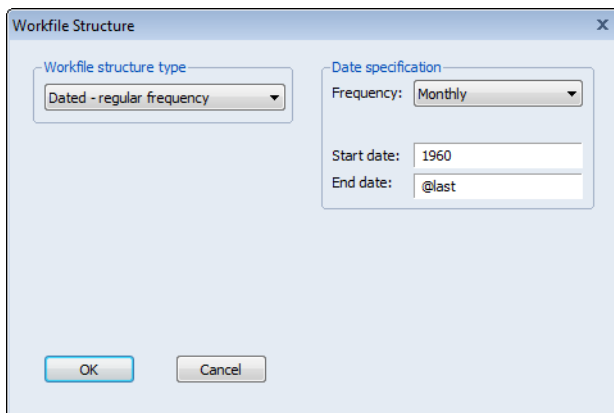 Workfile Structure
x
Workfile structure type
Dated - regular frequency
Date specification
Frequency: Monthly
Start date: 1960
End date: @last
OK
Cancel